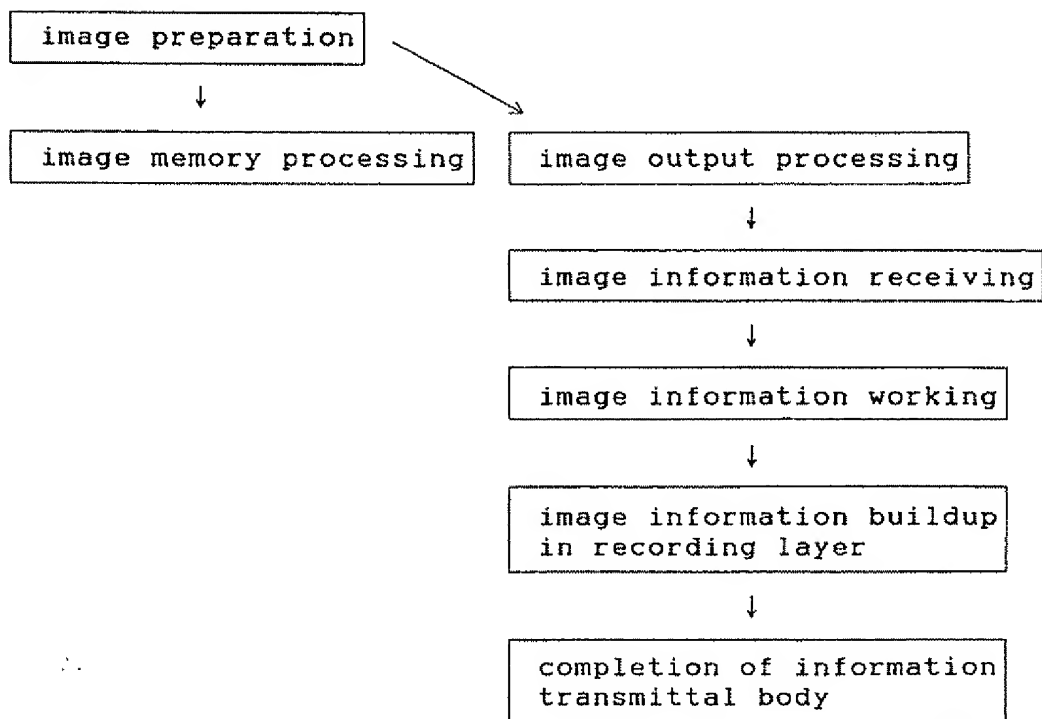 image preparation
image memory processing
image output processing
image information receiving
image information working
image information buildup
in recording layer
completion of information
transmittal body